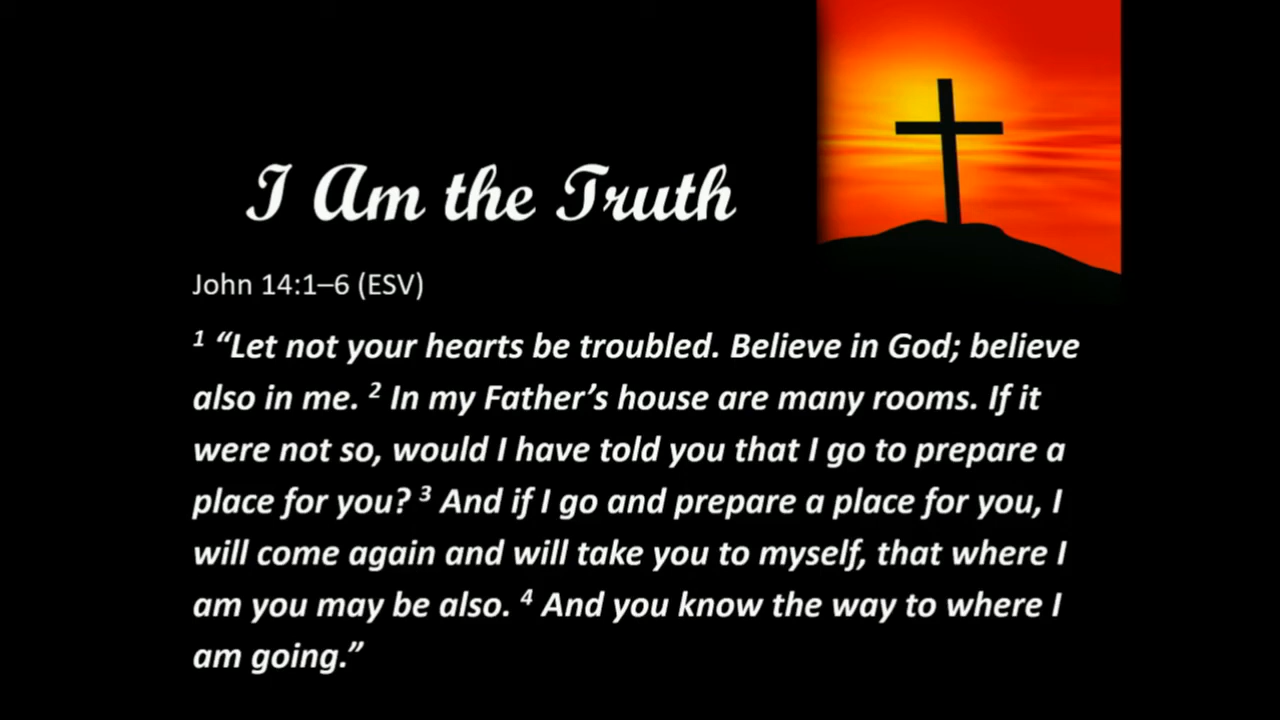 I Am the Truth
John 14:1–6 (ESV)
1 “Let not your hearts be troubled. Believe in God; believe
also in me. 2 In my Father’s house are many rooms. If it
were not so, would I have told you that I go to prepare a
place for you? 3 And if I go and prepare a place for you, I
will come again and will take you to myself, that where I
am you may be also. 4 And you know the way to where I
am going.”